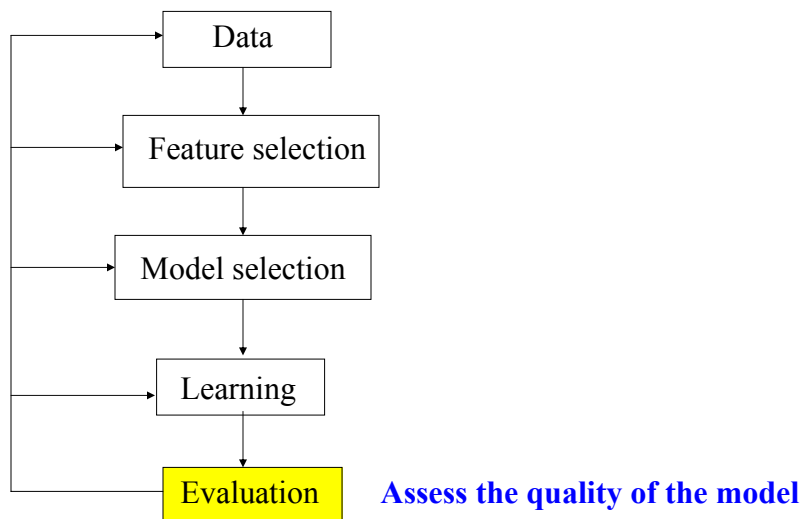 Data
Feature selection
Model selection
Learning
Evaluation
Assess the quality of the model